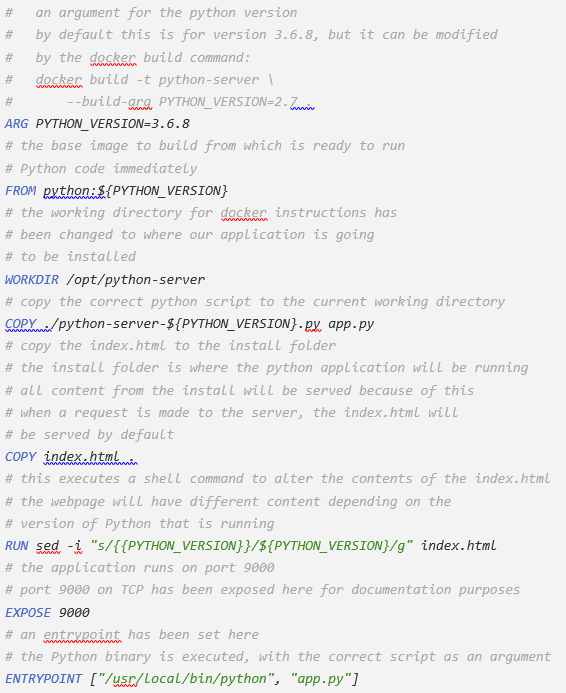 #   an argument for the python version
#   by default this is for version 3.6.8, but it can be modified
#   by the docker build command:
#   docker build -t python-server \
#       --build-arg PYTHON_VERSION=2.7 .
ARG PYTHON_VERSION=3.6.8
# the base image to build from which is ready to run
# Python code immediately
FROM python:${PYTHON_VERSION}
# the working directory for docker instructions has
# been changed to where our application is going
# to be installed
WORKDIR /opt/python-server
# copy the correct python script to the current working directory
COPY ./python-server-${PYTHON_VERSION}.py app.py
# copy the index.html to the install folder
# the install folder is where the python application will be running
# all content from the install will be served because of this
# when a request is made to the server, the index.html will
# be served by default
COPY index.html .
# this executes a shell command to alter the contents of the index.html
# the webpage will have different content depending on the
# version of Python that is running
RUN sed -i "s/{{PYTHON_VERSION}}/${PYTHON_VERSION}/g" index.html
# the application runs on port 9000
# port 9000 on TCP has been exposed here for documentation purposes
EXPOSE 9000
# an entrypoint has been set here
# the Python binary is executed, with the correct script as an argument
ENTRYPOINT ["/usr/local/bin/python", "app.py"]